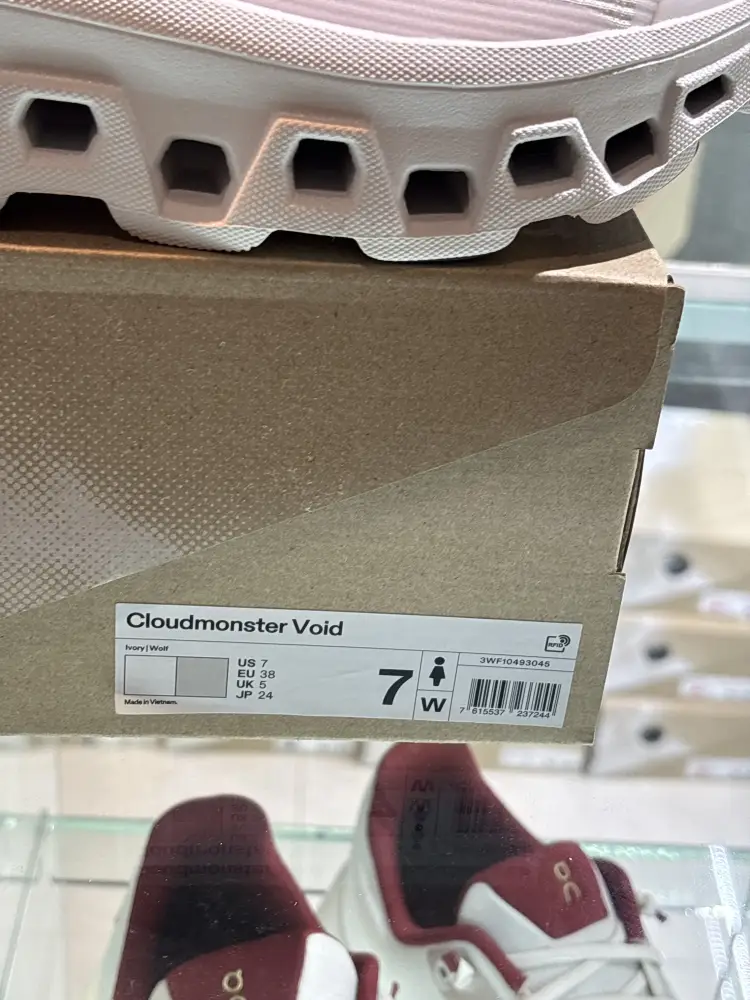 Cloudmonster Void
Ivory | Wolf
RFID
US 7
EU 38
UK 5
JP 24
Made in Vietnam.
7
W
3WF10493045
7 615537 237244